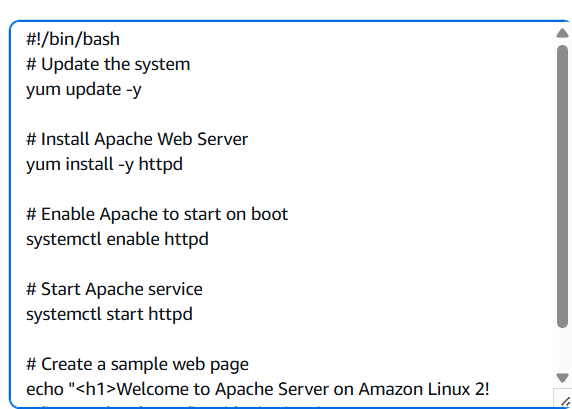 #!/bin/bash
# Update the system
yum update -y
# Install Apache Web Server
yum install -y httpd
# Enable Apache to start on boot
systemctl enable httpd
# Start Apache service
systemctl start httpd
# Create a sample web page
echo "<h1>Welcome to Apache Server on Amazon Linux 2!